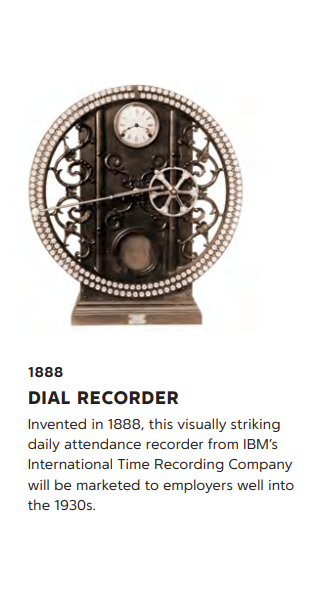 1888
DIAL RECORDER
Invented in 1888, this visually striking
daily attendance recorder from IBM's
International Time Recording Company
will be marketed to employers well into
the 1930s.